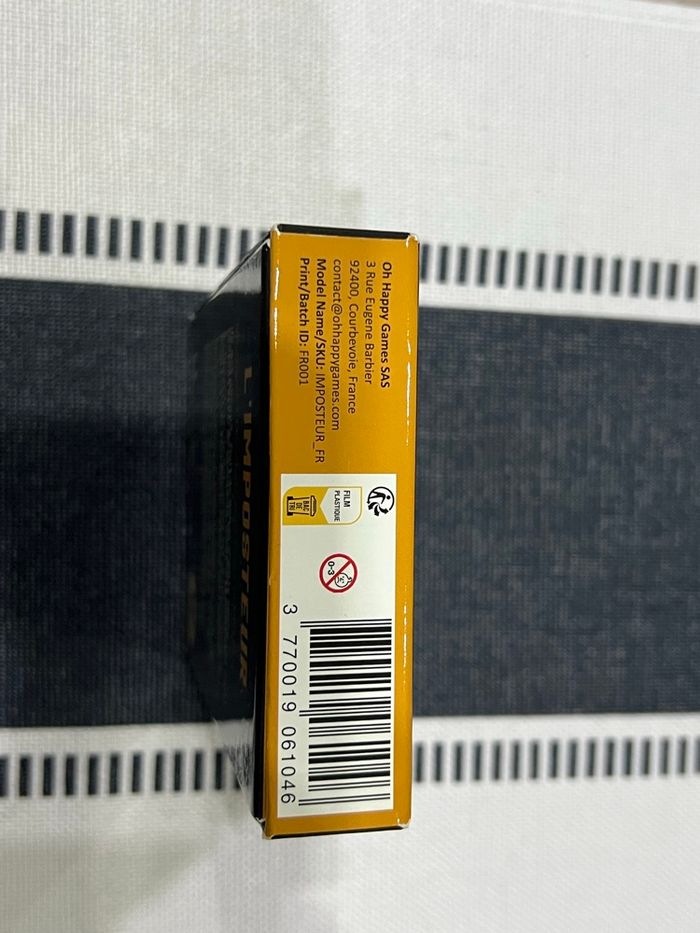 Oh Happy Games SAS
3 Rue Eugene Barbier
92400, Courbevoie, France
contact@ohhappygames.com
Model Name/SKU: IMPOSTEUR_FR
Print/Batch ID: FR001
FILM
PLASTIQUE
BAC
DE
TRI
0-3
3 770019 061046
L'IMPOSTEUR